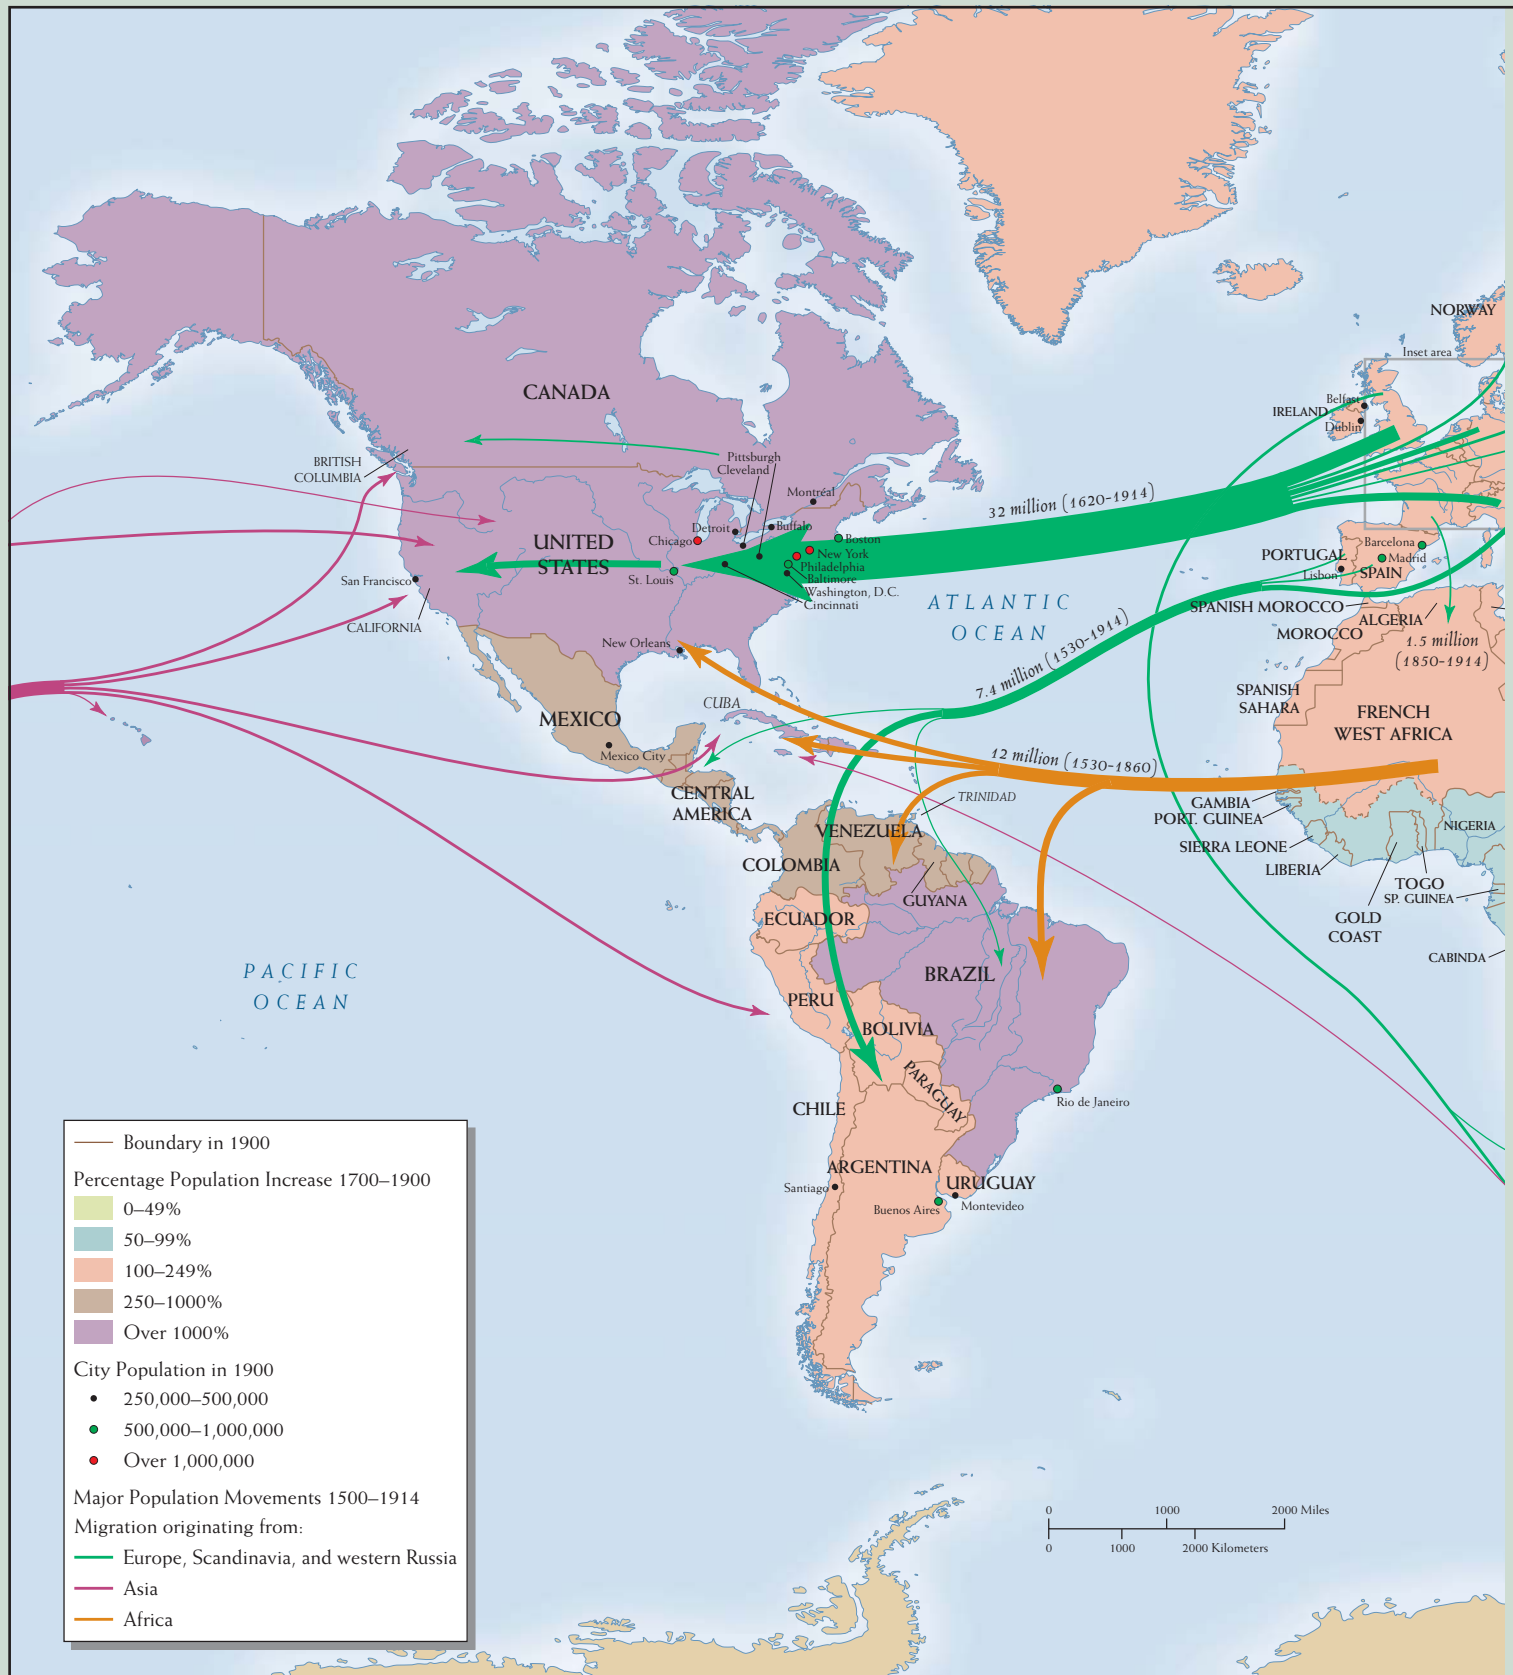 NORWAY
Inset area
CANADA
Belfast
IRELAND
Dublin
BRITISH
COLUMBIA
Pittsburgh
Cleveland
Montréal
32 million (1620-1914)
Detroit
Buffalo
Chicago
Boston
UNITED
STATES
New York
Philadelphia
Baltimore
Washington, D.C.
Cincinnati
St. Louis
San Francisco
CALIFORNIA
Barcelona
PORTUGAL
Madrid
Lisbon
SPAIN
ATLANTIC
OCEAN
SPANISH MOROCCO
ALGERIA
MOROCCO
1.5 million
(1850-1914)
New Orleans
7.4 million (1530-1914)
SPANISH
SAHARA
CUBA
MEXICO
FRENCH
WEST AFRICA
Mexico City
12 million (1530-1860)
CENTRAL
AMERICA
TRINIDAD
GAMBIA
PORT. GUINEA
VENEZUELA
NIGERIA
SIERRA LEONE
COLOMBIA
LIBERIA
TOGO
SP. GUINEA
GUYANA
ECUADOR
GOLD
COAST
CABINDA
PACIFIC
OCEAN
BRAZIL
PERU
BOLIVIA
PARAGUAY
CHILE
Rio de Janeiro
ARGENTINA
Santiago
URUGUAY
Buenos Aires
Montevideo
Boundary in 1900
Percentage Population Increase 1700–1900
0–49%
50–99%
100–249%
250–1000%
Over 1000%
City Population in 1900
250,000–500,000
500,000–1,000,000
Over 1,000,000
Major Population Movements 1500–1914
Migration originating from:
Europe, Scandinavia, and western Russia
Asia
Africa
0 1000 2000 Miles
0 1000 2000 Kilometers